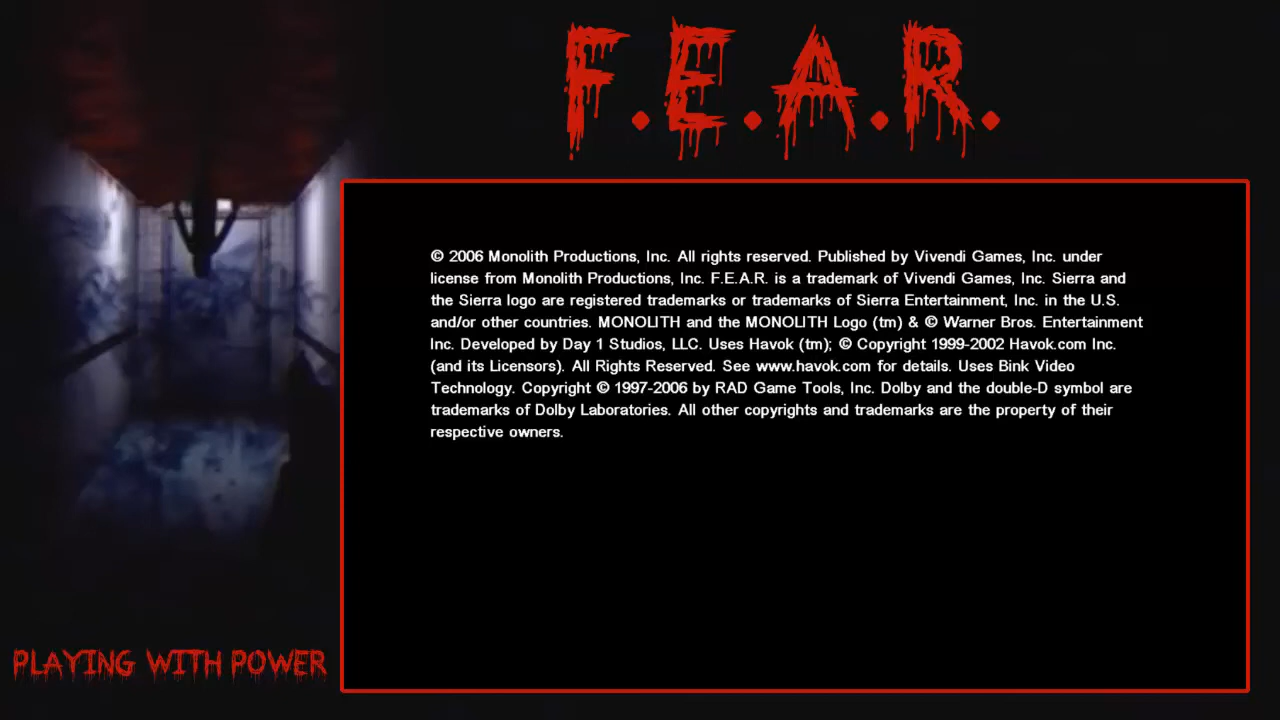 F.E.A.R.
© 2006 Monolith Productions, Inc. All rights reserved. Published by Vivendi Games, Inc. under
license from Monolith Productions, Inc. F.E.A.R. is a trademark of Vivendi Games, Inc. Sierra and
the Sierra logo are registered trademarks or trademarks of Sierra Entertainment, Inc. in the U.S.
and/or other countries. MONOLITH and the MONOLITH Logo (tm) & © Warner Bros. Entertainment
Inc. Developed by Day 1 Studios, LLC. Uses Havok (tm); © Copyright 1999-2002 Havok.com Inc.
(and its Licensors). All Rights Reserved. See www.havok.com for details. Uses Bink Video
Technology. Copyright © 1997-2006 by RAD Game Tools, Inc. Dolby and the double-D symbol are
trademarks of Dolby Laboratories. All other copyrights and trademarks are the property of their
respective owners.
PLAYING WITH POWER